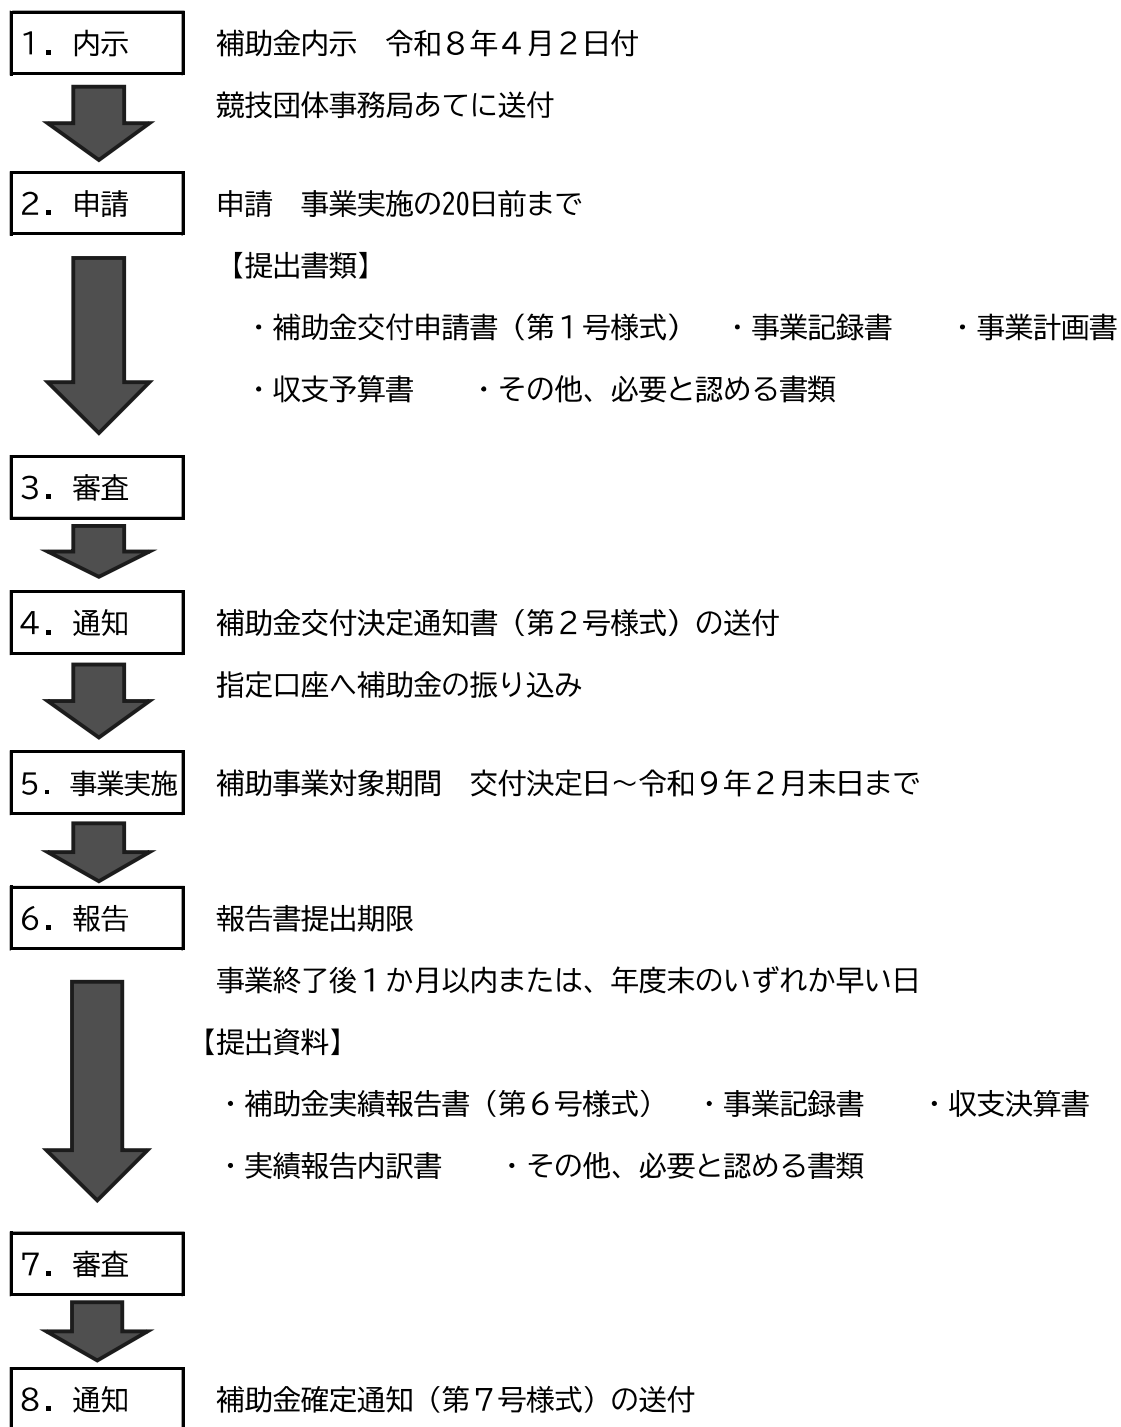 １．内示　補助金内示　令和８年４月２日付
競技団体事務局あてに送付
２．申請　申請　事業実施の20日前まで
【提出書類】
・補助金交付申請書（第１号様式）　・事業記録書　　・事業計画書
・収支予算書　　・その他、必要と認める書類
３．審査
４．通知　補助金交付決定通知書（第２号様式）の送付
指定口座へ補助金の振り込み
５．事業実施　補助事業対象期間　交付決定日～令和９年２月末日まで
６．報告　報告書提出期限
事業終了後１か月以内または、年度末のいずれか早い日
【提出資料】
・補助金実績報告書（第６号様式）　・事業記録書　　・収支決算書
・実績報告内訳書　　・その他、必要と認める書類
７．審査
８．通知　補助金確定通知（第７号様式）の送付